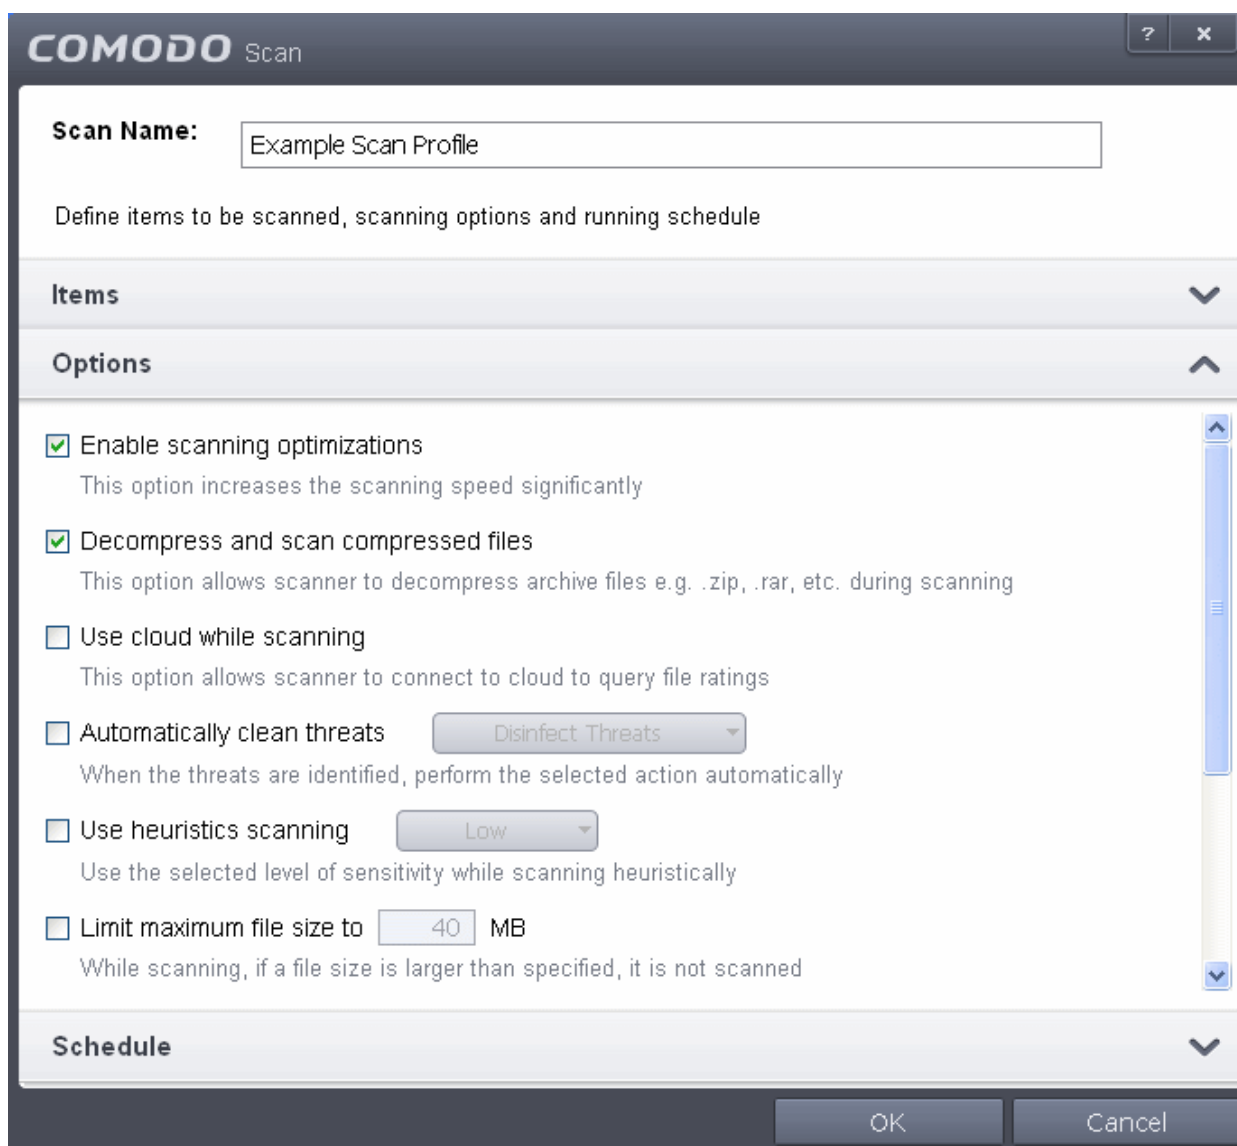 COMODO Scan
? x
Scan Name: Example Scan Profile
Define items to be scanned, scanning options and running schedule
Items
Options
Enable scanning optimizations
This option increases the scanning speed significantly
Decompress and scan compressed files
This option allows scanner to decompress archive files e.g. .zip, .rar, etc. during scanning
Use cloud while scanning
This option allows scanner to connect to cloud to query file ratings
Automatically clean threats Disinfect Threats
When the threats are identified, perform the selected action automatically
Use heuristics scanning Low
Use the selected level of sensitivity while scanning heuristically
Limit maximum file size to 40 MB
While scanning, if a file size is larger than specified, it is not scanned
Schedule
OK Cancel